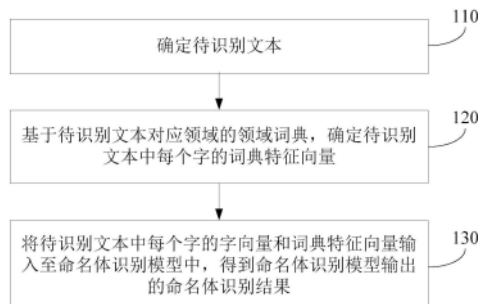 110
确定待识别文本
120
基于待识别文本对应领域的领域词典，确定待识别
文本中每个字的词典特征向量
130
将待识别文本中每个字的字向量和词典特征向量输
入至命名体识别模型中，得到命名体识别模型输出
的命名体识别结果